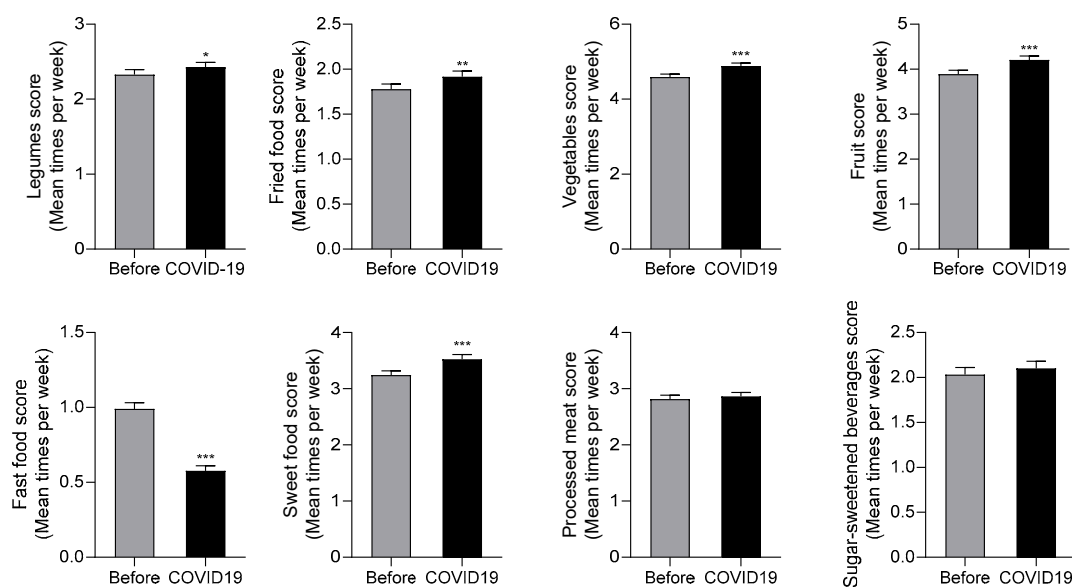 Legumes score
(Mean times per week)
3
2
1
0
*
Before COVID-19
Fried food score
(Mean times per week)
2.5
2.0
1.5
1.0
0.5
0.0
**
Before COVID19
Vegetables score
(Mean times per week)
6
4
2
0
***
Before COVID19
Fruit score
(Mean times per week)
5
4
3
2
1
0
***
Before COVID19
Fast food score
(Mean times per week)
1.5
1.0
0.5
0.0
***
Before COVID19
Sweet food score
(Mean times per week)
4
3
2
1
0
***
Before COVID19
Processed meat score
(Mean times per week)
4
3
2
1
0
Before COVID19
Sugar-sweetened beverages score
(Mean times per week)
2.5
2.0
1.5
1.0
0.5
0.0
Before COVID19